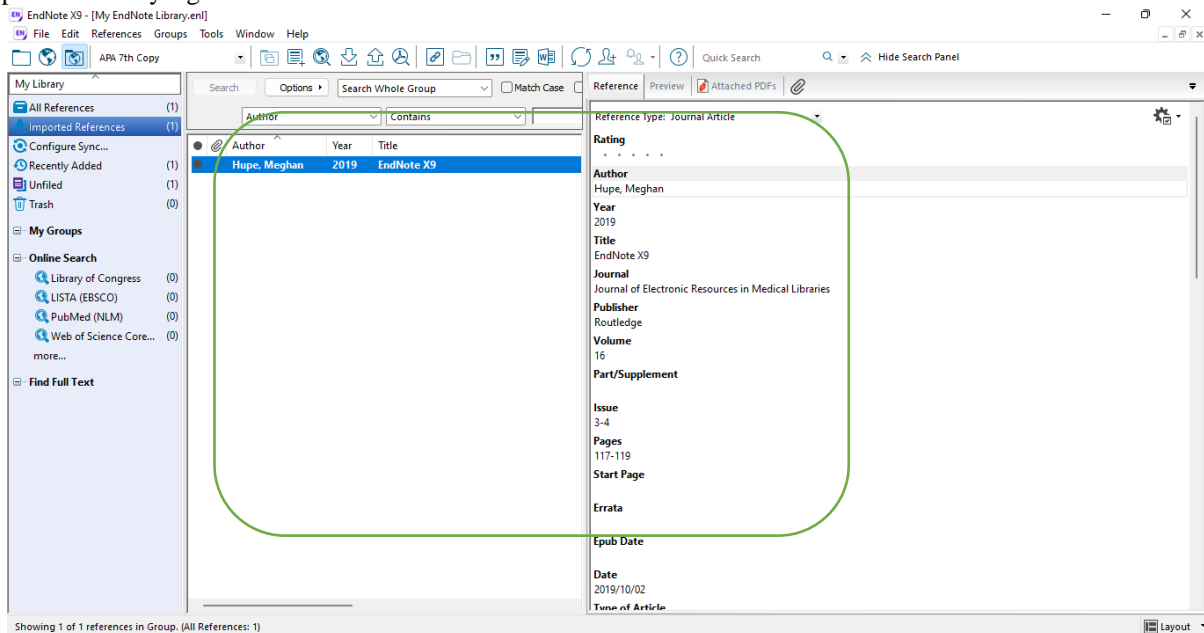 EndNote X9 - [My EndNote Library.enl]
File Edit References Groups Tools Window Help
APA 7th Copy
Quick Search
Hide Search Panel
My Library
All References (1)
Imported References (1)
Configure Sync...
Recently Added (1)
Unfiled (1)
Trash (0)
My Groups
Online Search
Library of Congress (0)
LISTA (EBSCO) (0)
PubMed (NLM) (0)
Web of Science Core... (0)
more...
Find Full Text
Search Options Search Whole Group Match Case
Author Contains
Author Year Title
Hupe, Meghan 2019 EndNote X9
Reference Preview Attached PDFs
Reference Type: Journal Article
Rating
Author
Hupe, Meghan
Year
2019
Title
EndNote X9
Journal
Journal of Electronic Resources in Medical Libraries
Publisher
Routledge
Volume
16
Part/Supplement
Issue
3-4
Pages
117-119
Start Page
Errata
Epub Date
Date
2019/10/02
Type of Article
Showing 1 of 1 references in Group. (All References: 1)
Layout